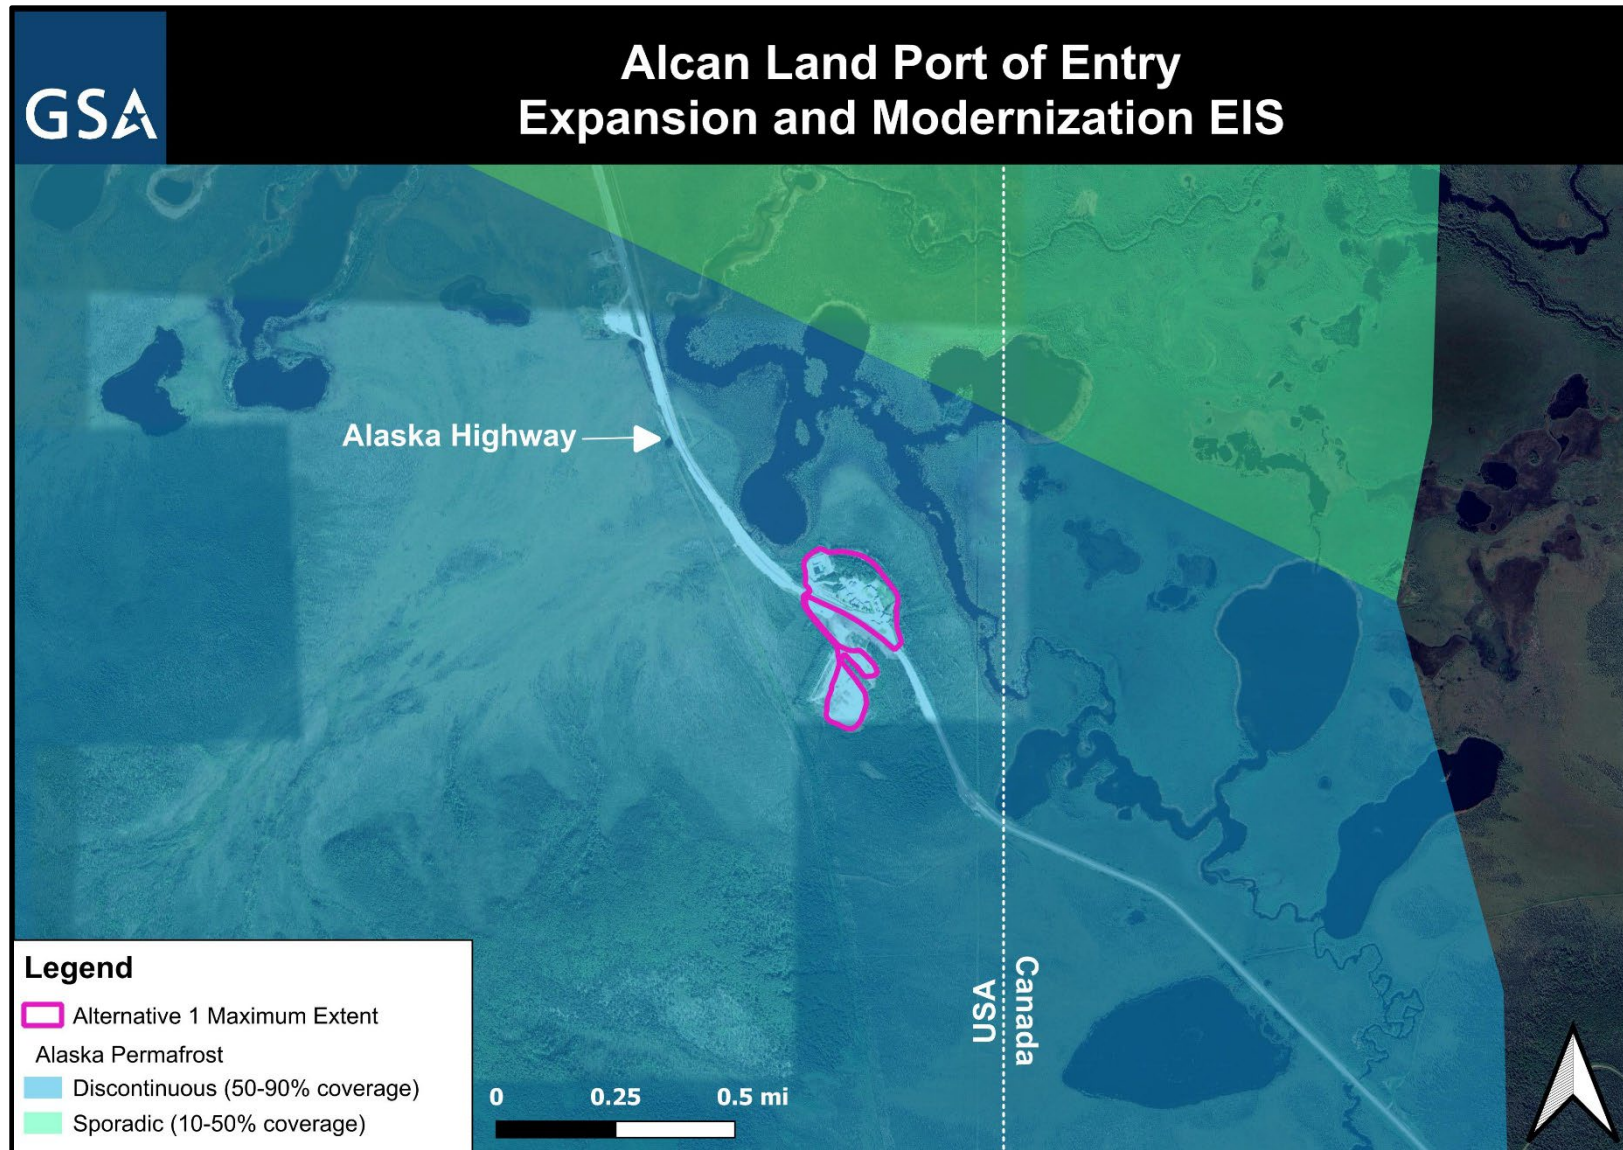 GSA
Alcan Land Port of Entry
Expansion and Modernization EIS
Alaska Highway
USA
Canada
Legend
Alternative 1 Maximum Extent
Alaska Permafrost
Discontinuous (50-90% coverage)
Sporadic (10-50% coverage)
0 0.25 0.5 mi